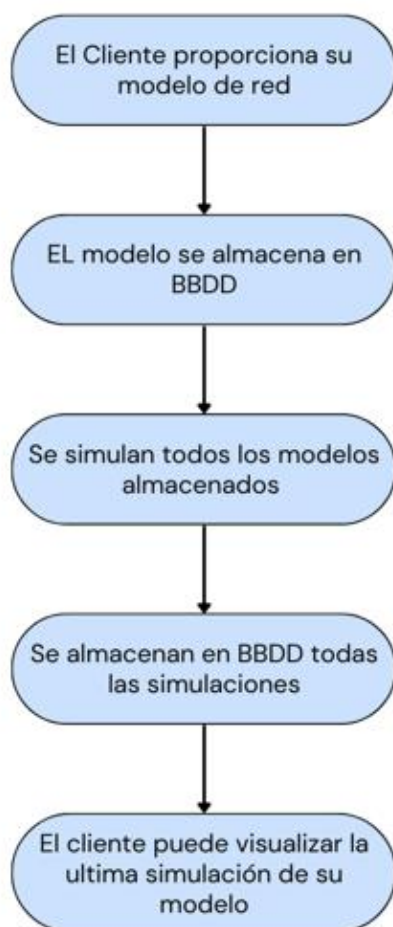 El Cliente proporciona su
modelo de red
EL modelo se almacena en
BBDD
Se simulan todos los modelos
almacenados
Se almacenan en BBDD todas
las simulaciones
El cliente puede visualizar la
ultima simulación de su
modelo